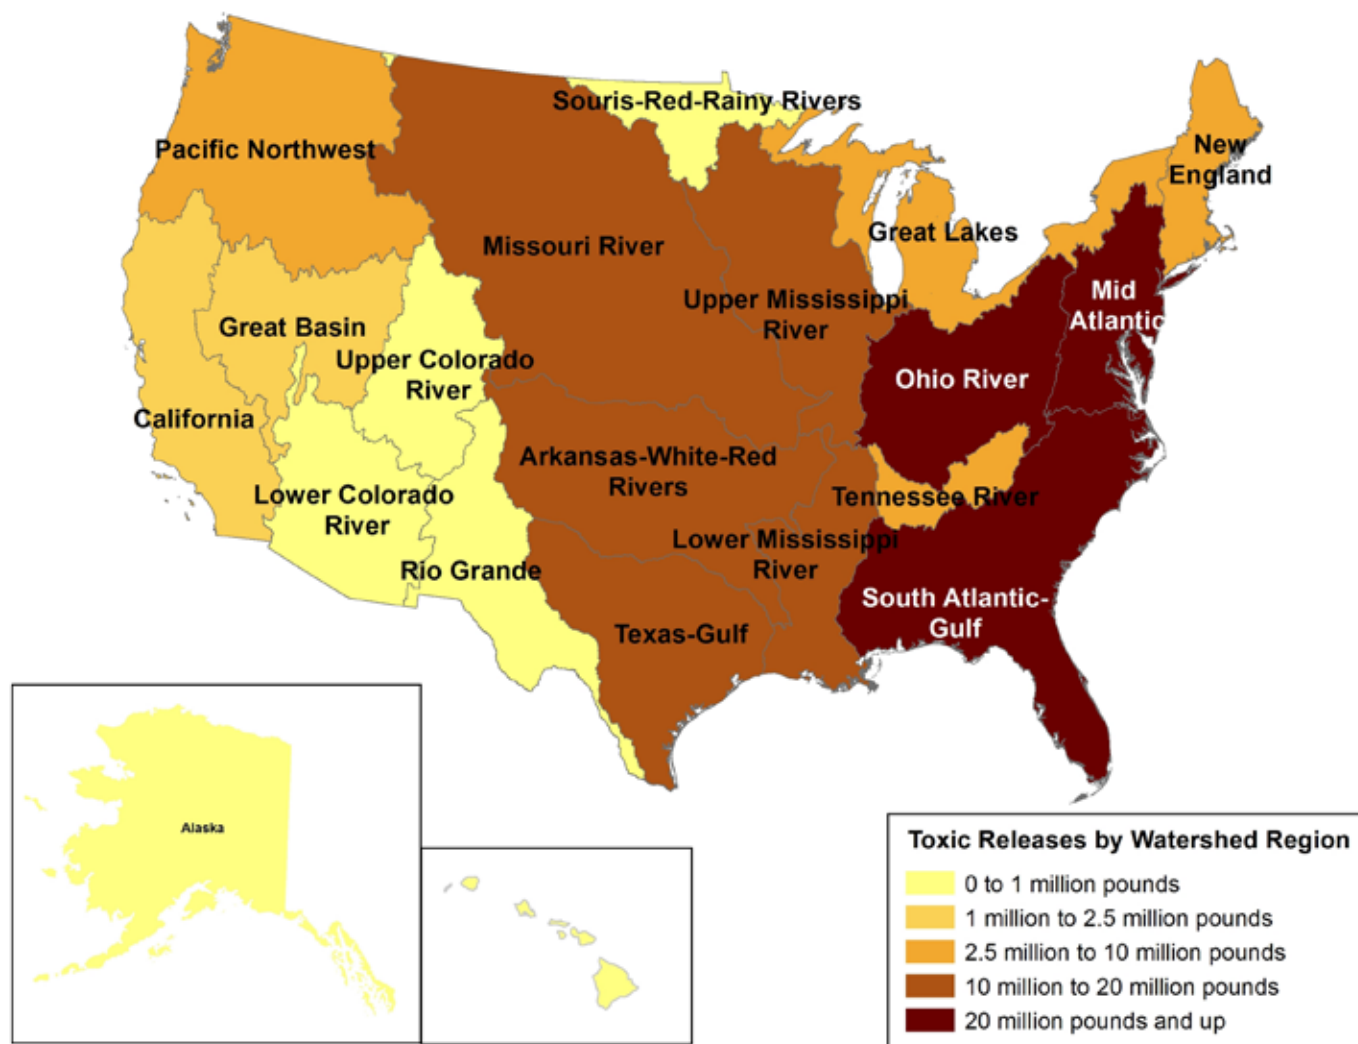 Souris-Red-Rainy Rivers
Pacific Northwest
New
England
Great Lakes
Missouri River
Upper Mississippi
River
Mid
Atlantic
Great Basin
Upper Colorado
River
Ohio River
California
Arkansas-White-Red
Rivers
Lower Colorado
River
Tennessee River
Lower Mississippi
River
Rio Grande
South Atlantic-
Gulf
Texas-Gulf
Alaska
Toxic Releases by Watershed Region
0 to 1 million pounds
1 million to 2.5 million pounds
2.5 million to 10 million pounds
10 million to 20 million pounds
20 million pounds and up